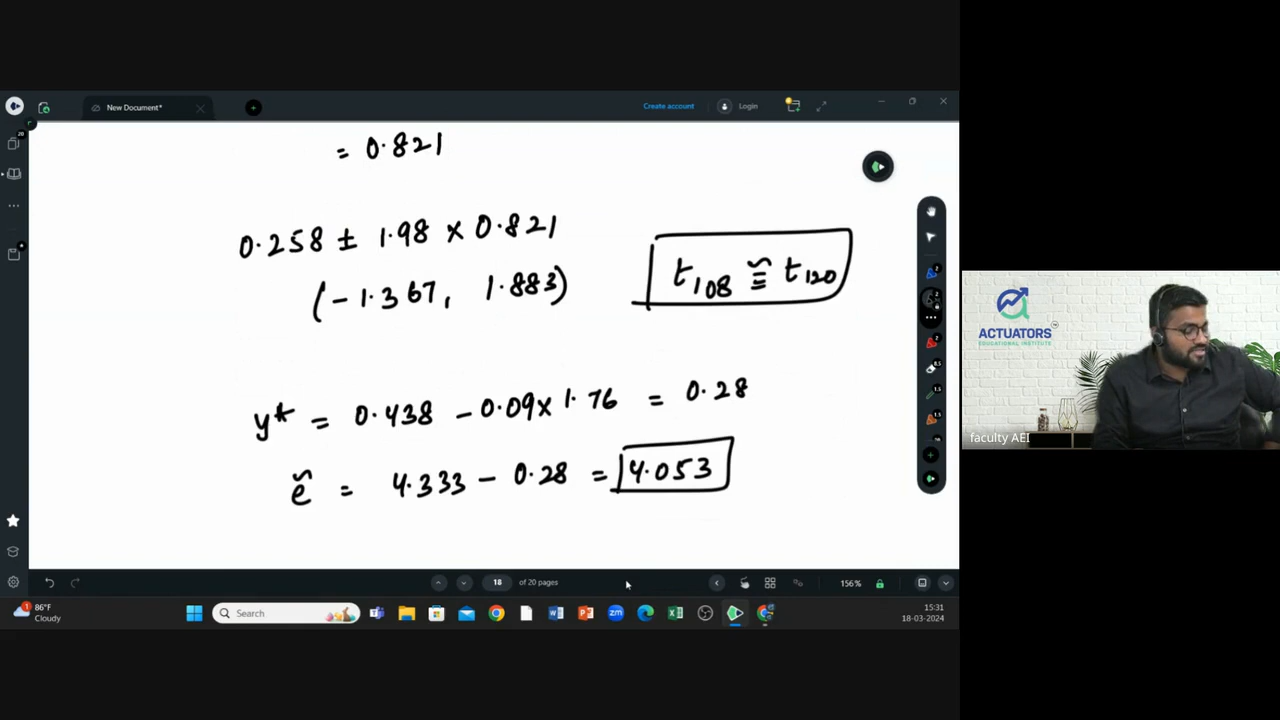 New Document*
Create account
Login
= 0.821
0.258 ± 1.98 × 0.821
(-1.367, 1.883)
t108 ≅ t120
y* = 0.438 - 0.09 × 1.76 = 0.28
ẽ = 4.333 - 0.28 = 4.053
ACTUATORS
EDUCATIONAL INSTITUTE
faculty AEI
18 of 20 pages
156%
86°F
Cloudy
Search
15:31
18-03-2024